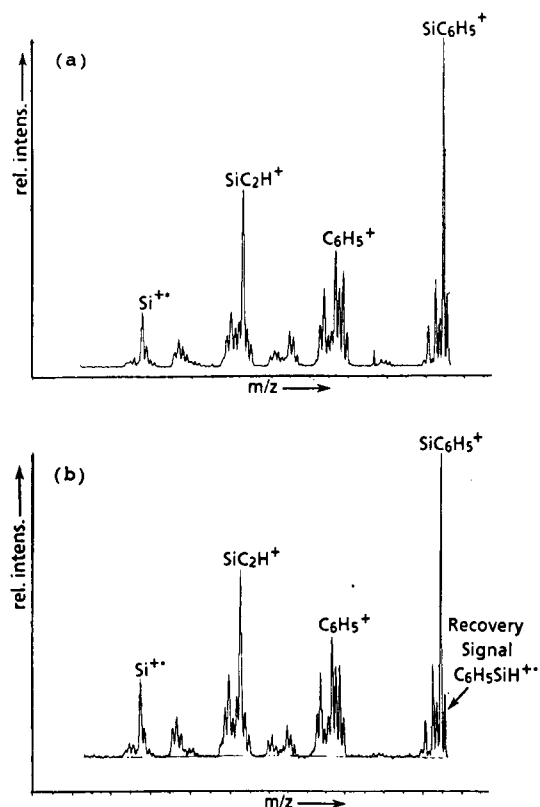 SiC₆H₅⁺
(a)
rel. intens. →
SiC₂H⁺
C₆H₅⁺
Si⁺•
m/z →
SiC₆H₅⁺
(b)
rel. intens. →
SiC₂H⁺
C₆H₅⁺
Recovery
Signal
C₆H₅SiH⁺•
Si⁺•
m/z →